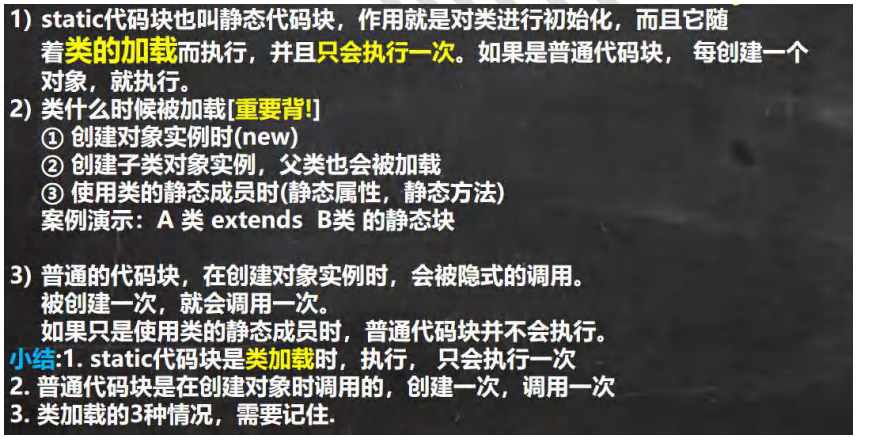 1) static代码块也叫静态代码块，作用就是对类进行初始化，而且它随
着类的加载而执行，并且只会执行一次。如果是普通代码块， 每创建一个
对象，就执行。
2) 类什么时候被加载[重要背!]
① 创建对象实例时(new)
② 创建子类对象实例，父类也会被加载
③ 使用类的静态成员时(静态属性，静态方法)
案例演示：A 类 extends B类 的静态块
3) 普通的代码块，在创建对象实例时，会被隐式的调用。
被创建一次，就会调用一次。
如果只是使用类的静态成员时，普通代码块并不会执行。
小结:1. static代码块是类加载时，执行， 只会执行一次
2. 普通代码块是在创建对象时调用的，创建一次，调用一次
3. 类加载的3种情况，需要记住.